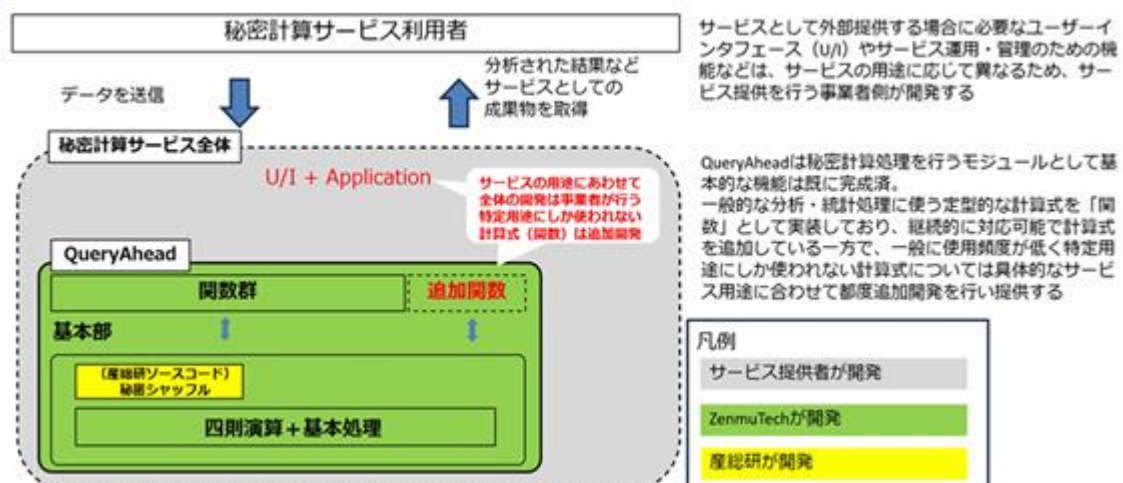 秘密計算サービス利用者
データを送信
分析された結果など
サービスとしての
成果物を取得
秘密計算サービス全体
U/I + Application
サービスの用途にあわせて
全体の開発は事業者が行う
特定用途にしか使われない
計算式（関数）は追加開発
QueryAhead
関数群
追加関数
基本部
（産総研ソースコード）
秘密シャッフル
四則演算＋基本処理
サービスとして外部提供する場合に必要なユーザーイ
ンタフェース（U/I）やサービス運用・管理のための機
能などは、サービスの用途に応じて異なるため、サー
ビス提供を行う事業者側が開発する
QueryAheadは秘密計算処理を行うモジュールとして基
本的な機能は既に完成済。
一般的な分析・統計処理に使う定型的な計算式を「関
数」として実装しており、継続的に対応可能で計算式
を追加している一方で、一般に使用頻度が低く特定用
途にしか使われない計算式については具体的なサービ
ス用途に合わせて都度追加開発を行い提供する
凡例
サービス提供者が開発
ZenmuTechが開発
産総研が開発